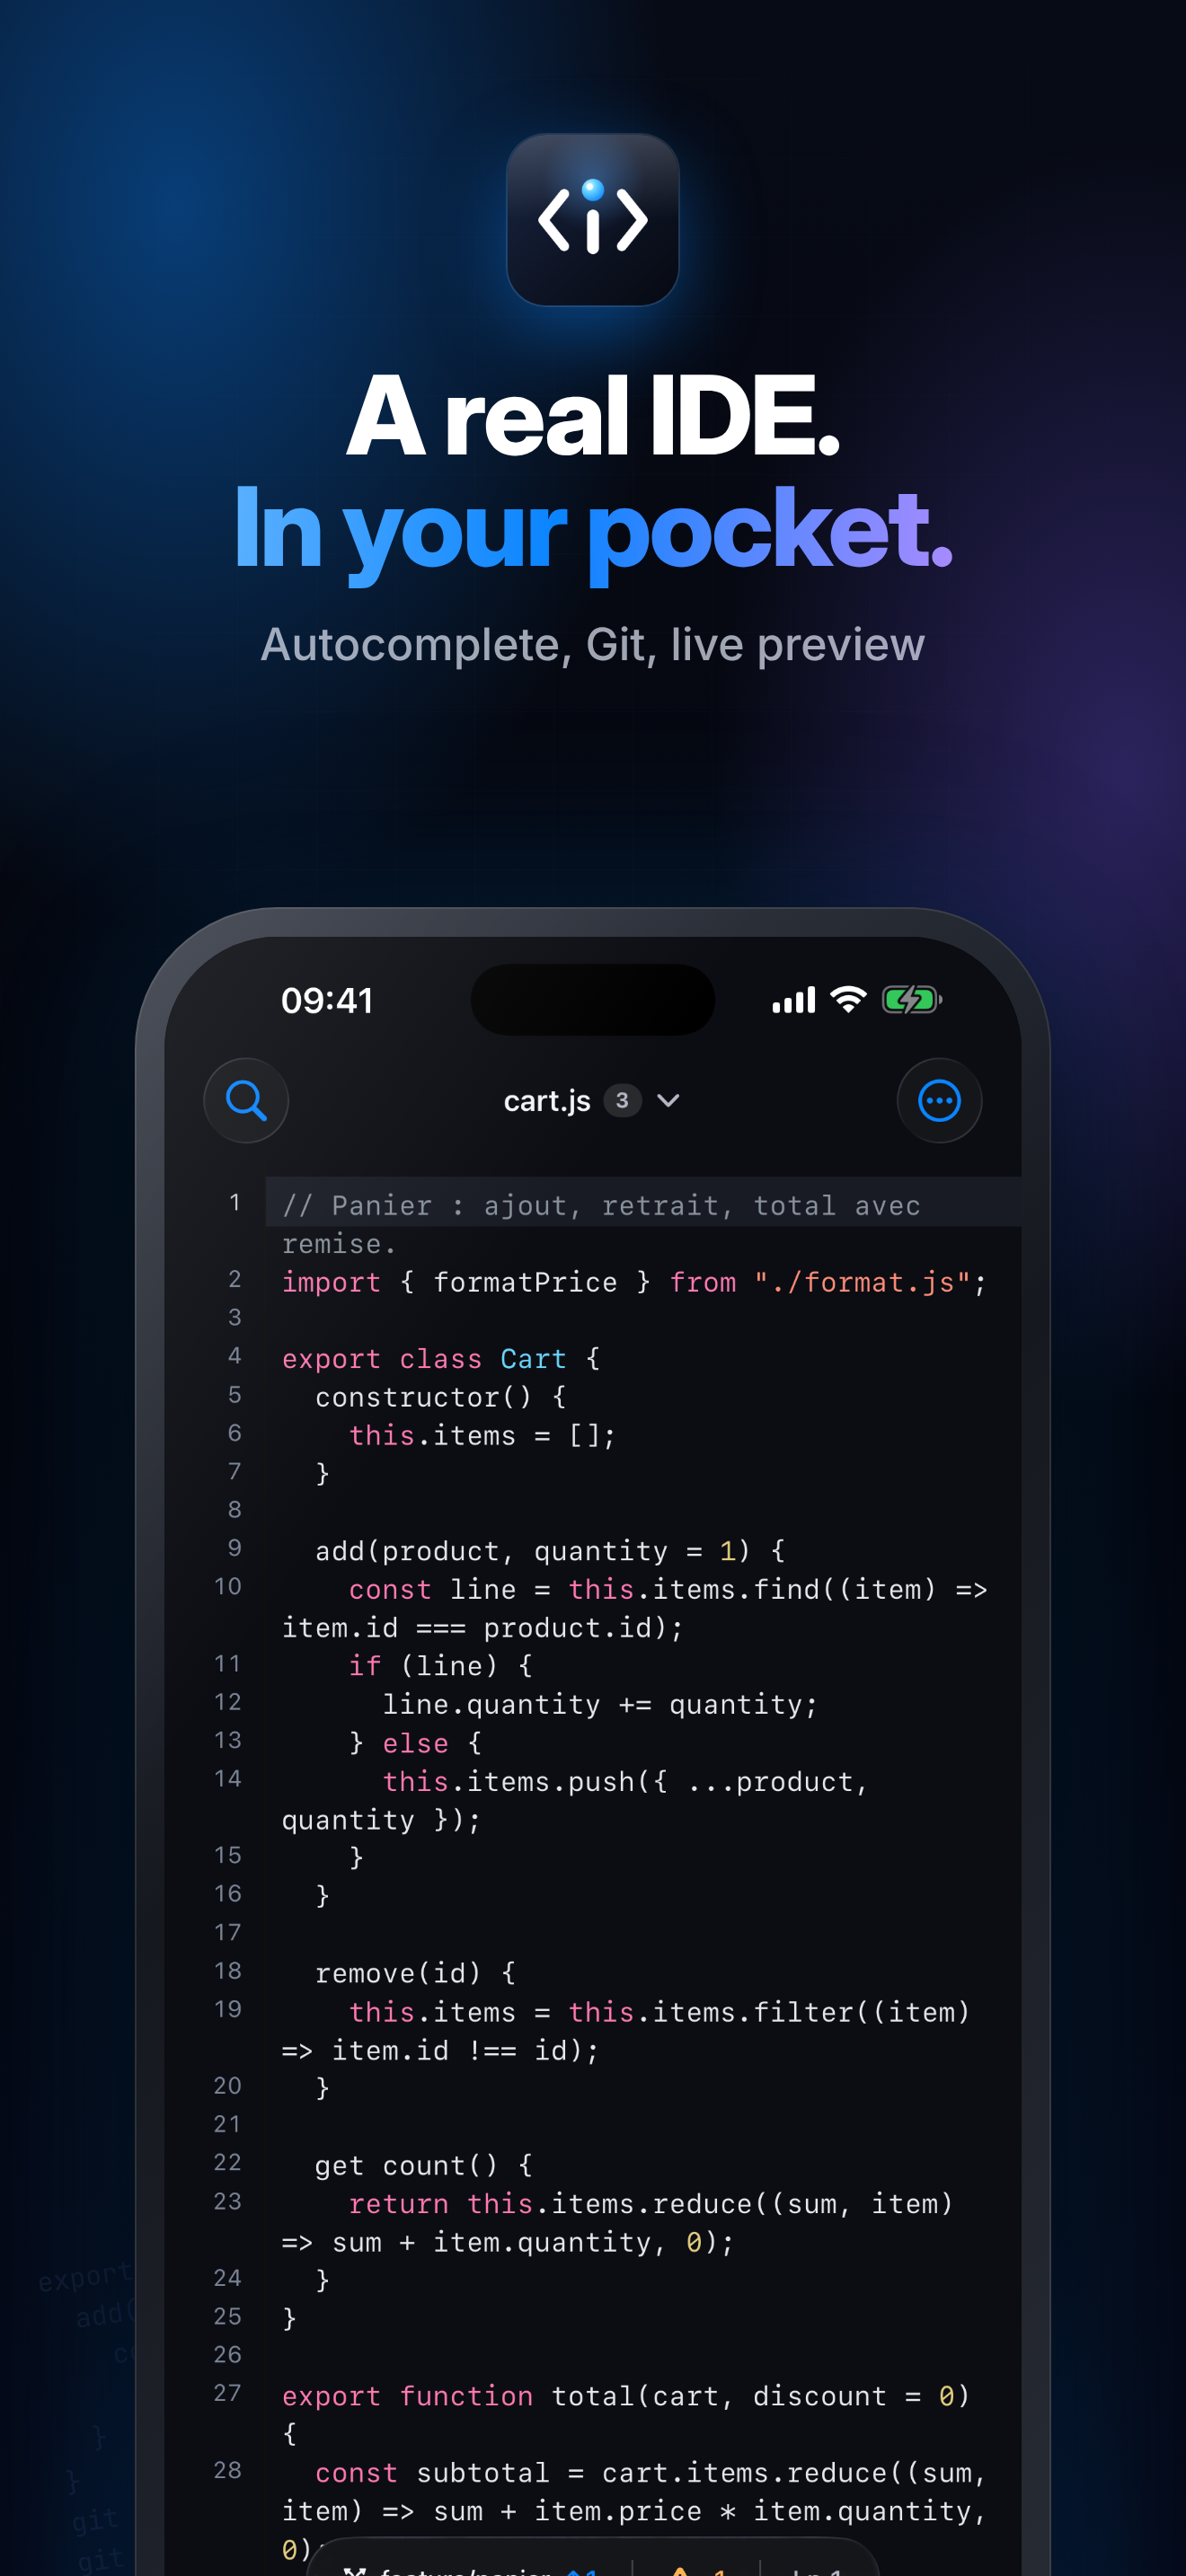 <i>
A real IDE.
In your pocket.
Autocomplete, Git, live preview
09:41
cart.js 3
1 // Panier : ajout, retrait, total avec
remise.
2 import { formatPrice } from "./format.js";
3
4 export class Cart {
5   constructor() {
6     this.items = [];
7   }
8
9   add(product, quantity = 1) {
10     const line = this.items.find((item) =>
item.id === product.id);
11     if (line) {
12       line.quantity += quantity;
13     } else {
14       this.items.push({ ...product,
quantity });
15     }
16   }
17
18   remove(id) {
19     this.items = this.items.filter((item)
=> item.id !== id);
20   }
21
22   get count() {
23     return this.items.reduce((sum, item)
=> sum + item.quantity, 0);
24   }
25 }
26
27 export function total(cart, discount = 0)
{
28   const subtotal = cart.items.reduce((sum,
item) => sum + item.price * item.quantity,
0)
export
add(
}
}
git
git